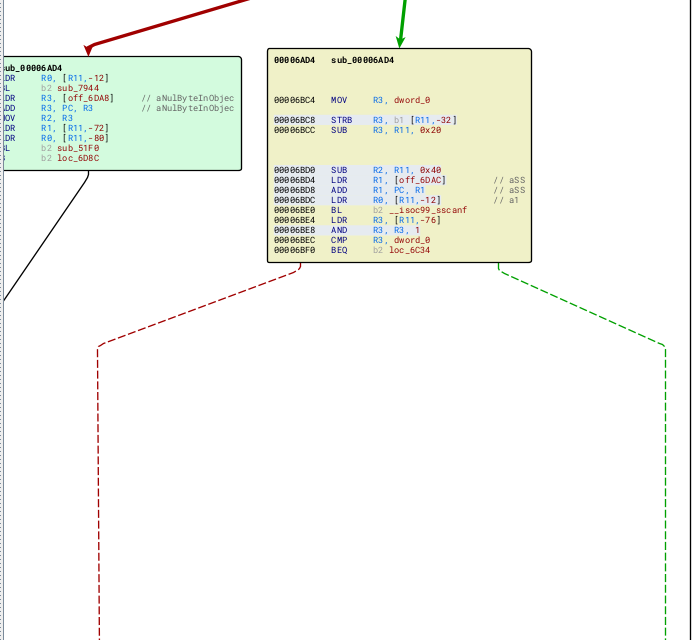 sub_00006AD4
LDR R0, [R11,-12]
BL b2 sub_7944
LDR R3, [off_6DA8] // aNulByteInObjec
ADD R3, PC, R3 // aNulByteInObjec
MOV R2, R3
LDR R1, [R11,-72]
LDR R0, [R11,-80]
BL b2 sub_51F0
B b2 loc_6D8C
00006AD4 sub_00006AD4
00006BC4 MOV R3, dword_0
00006BC8 STRB R3, b1 [R11,-32]
00006BCC SUB R3, R11, 0x20
00006BD0 SUB R2, R11, 0x40
00006BD4 LDR R1, [off_6DAC] // aSS
00006BD8 ADD R1, PC, R1 // aSS
00006BDC LDR R0, [R11,-12] // a1
00006BE0 BL b2 __isoc99_sscanf
00006BE4 LDR R3, [R11,-76]
00006BE8 AND R3, R3, 1
00006BEC CMP R3, dword_0
00006BF0 BEQ b2 loc_6C34